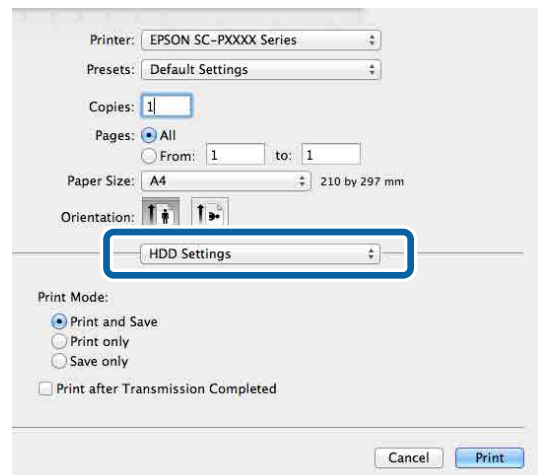 Printer: EPSON SC-PXXXX Series
Presets: Default Settings
Copies: 1
Pages: All
From: 1 to: 1
Paper Size: A4 210 by 297 mm
Orientation:
HDD Settings
Print Mode:
Print and Save
Print only
Save only
Print after Transmission Completed
Cancel Print